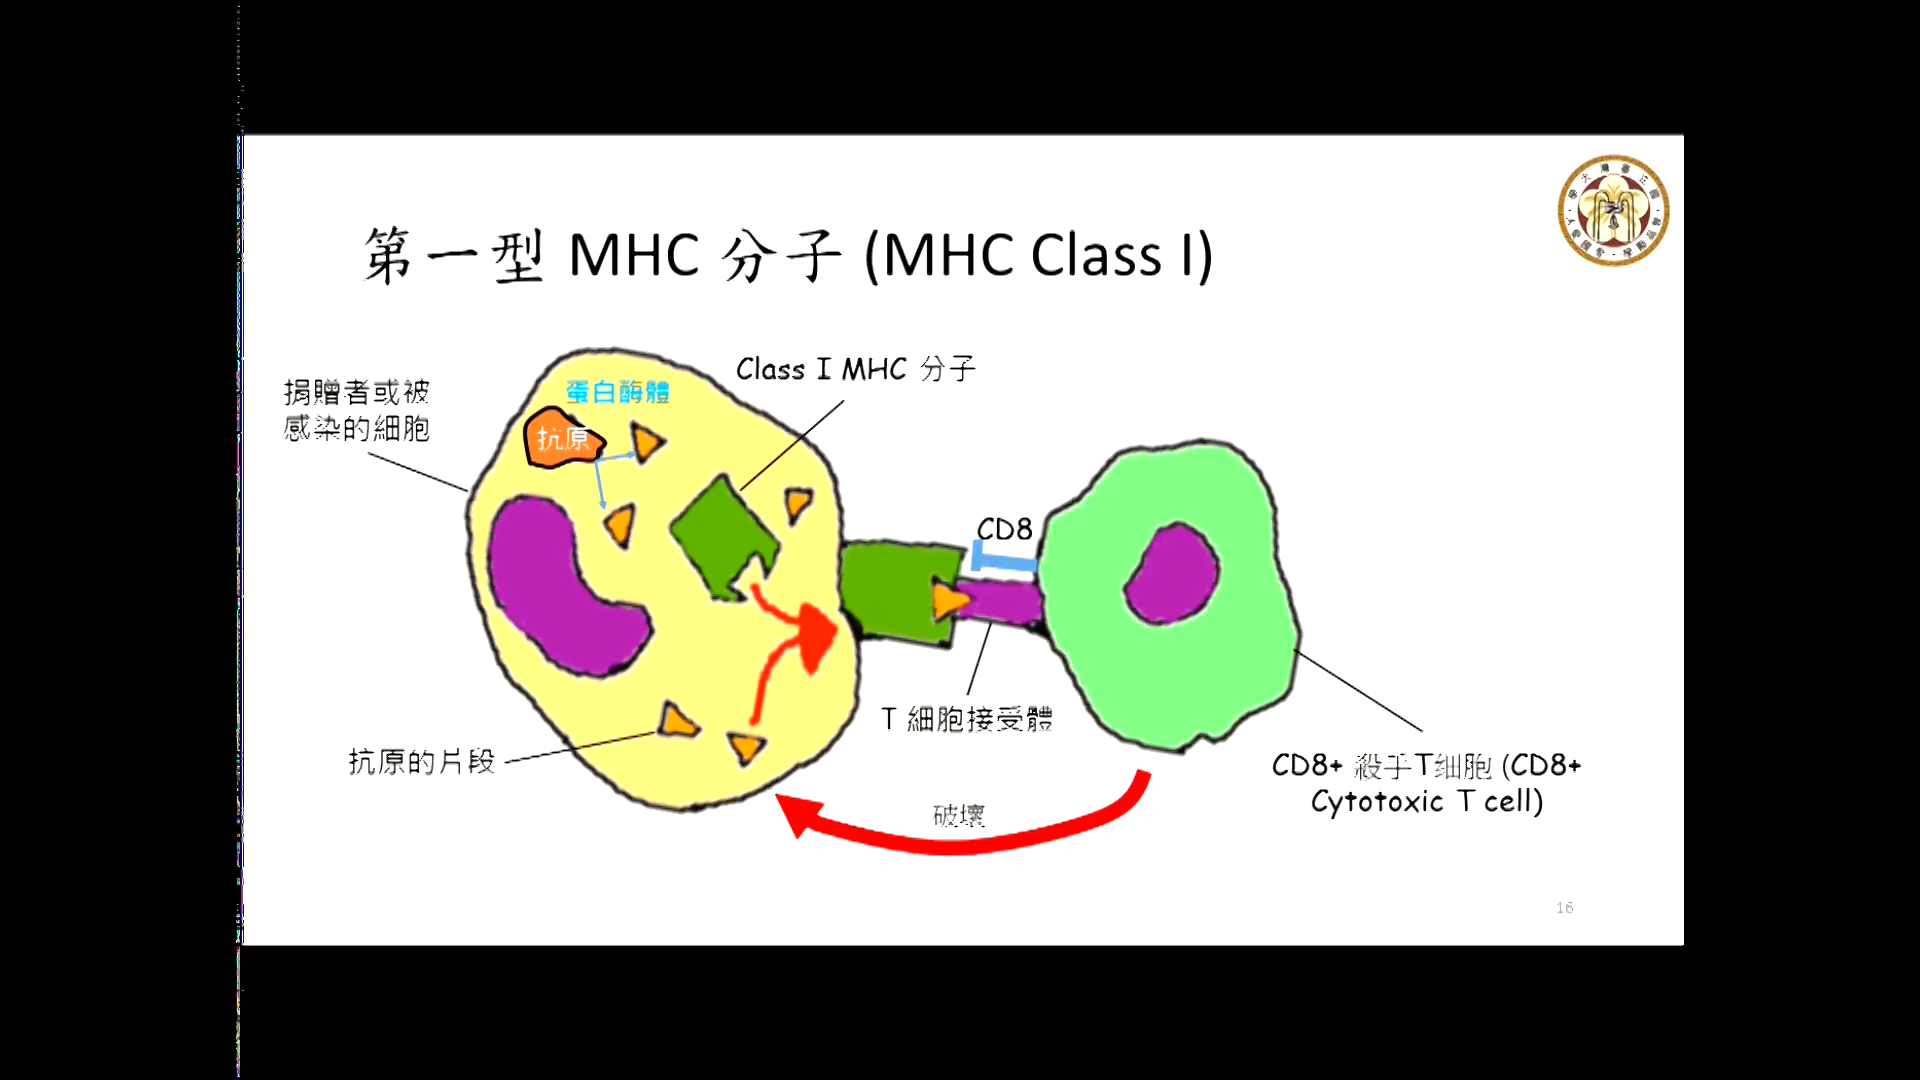 第一型 MHC 分子 (MHC Class I)
捐贈者或被
感染的細胞
蛋白酶體
抗原
Class I MHC 分子
CD8
T 細胞接受體
抗原的片段
破壞
CD8+ 殺手T细胞 (CD8+
Cytotoxic T cell)
16